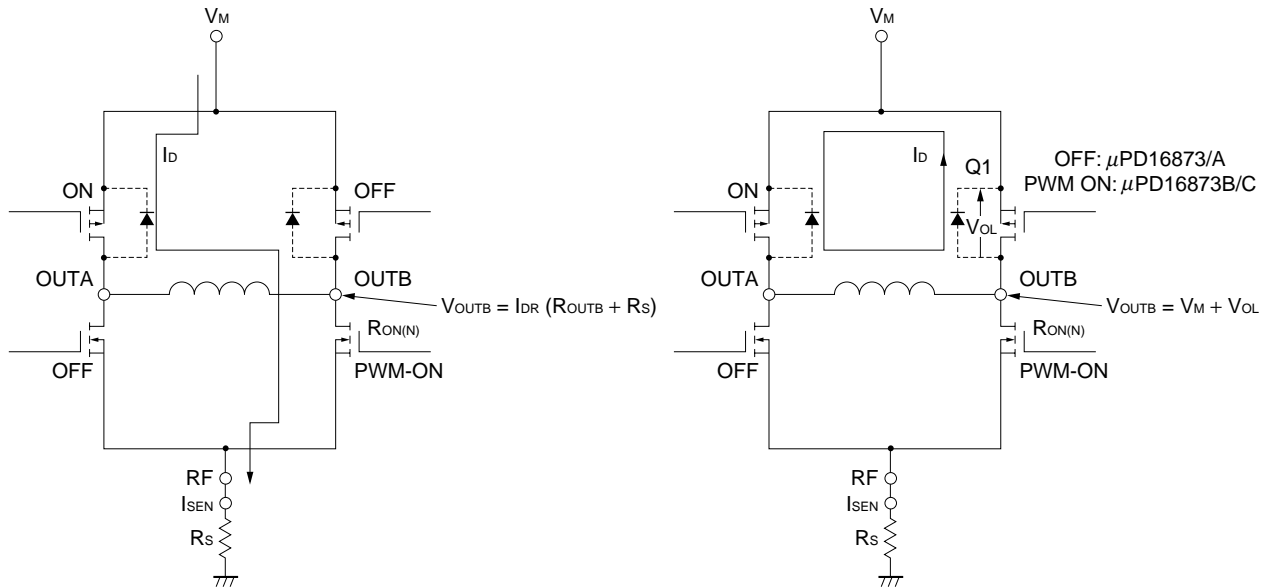 VM
ID
ON
OFF
OUTA
OUTB
VOUTB = IDR (ROUTB + RS)
RON(N)
OFF
PWM-ON
RF
ISEN
RS
VM
ID
Q1
OFF: μPD16873/A
PWM ON: μPD16873B/C
ON
VOL
OUTA
OUTB
VOUTB = VM + VOL
RON(N)
OFF
PWM-ON
RF
ISEN
RS